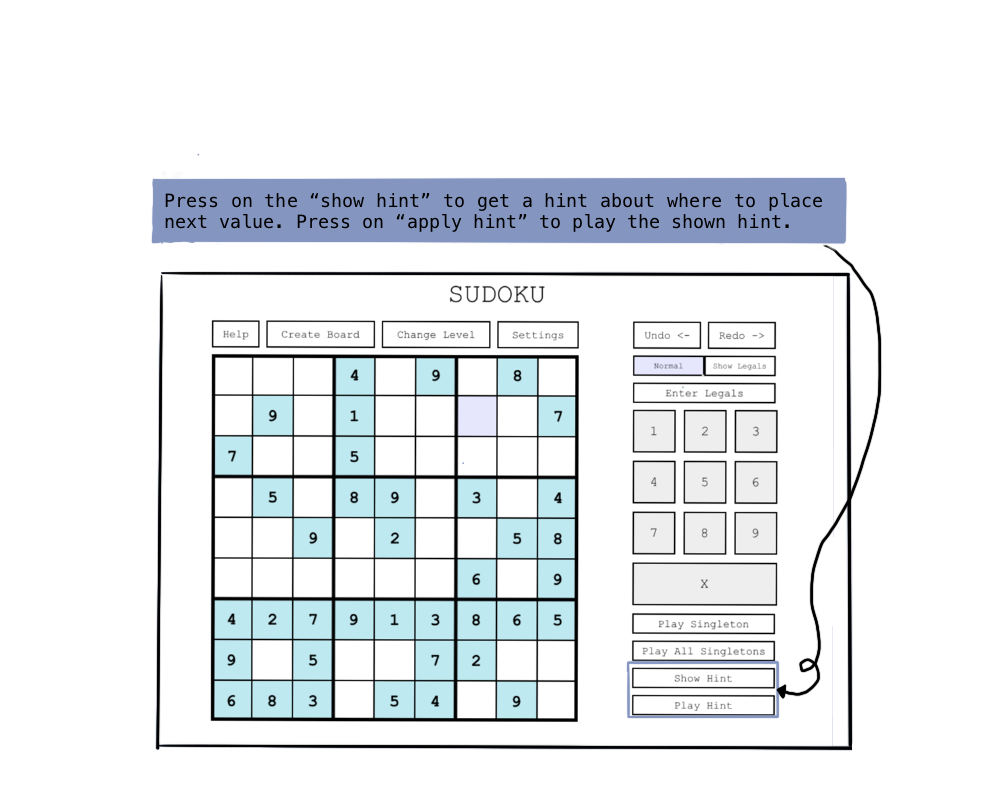 Press on the “show hint” to get a hint about where to place
next value. Press on “apply hint” to play the shown hint.
SUDOKU
Help Create Board Change Level Settings
Undo <- Redo ->
Normal Show Legals
Enter Legals
4 9 8
9 1 7
7 5
5 8 9 3 4
9 2 5 8
6 9
4 2 7 9 1 3 8 6 5
9 5 7 2
6 8 3 5 4 9
1 2 3
4 5 6
7 8 9
X
Play Singleton
Play All Singletons
Show Hint
Play Hint